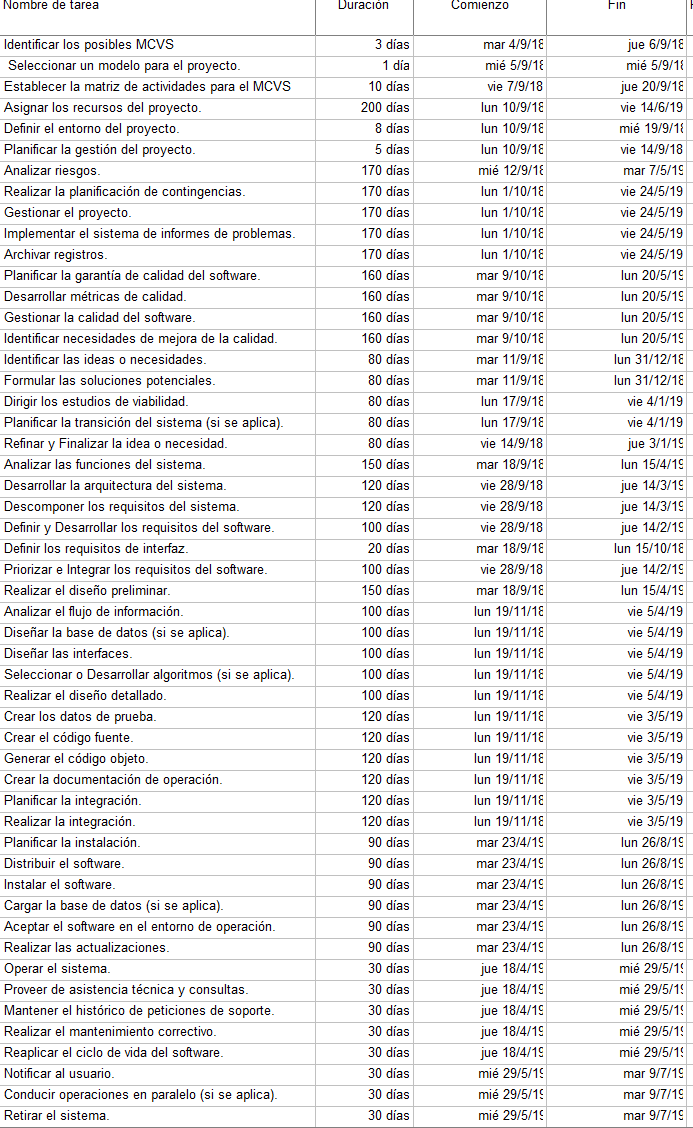 Nombre de tarea Duración Comienzo Fin
Identificar los posibles MCVS 3 días mar 4/9/18 jue 6/9/18
Seleccionar un modelo para el proyecto. 1 día mié 5/9/18 mié 5/9/18
Establecer la matriz de actividades para el MCVS 10 días vie 7/9/18 jue 20/9/18
Asignar los recursos del proyecto. 200 días lun 10/9/18 vie 14/6/19
Definir el entorno del proyecto. 8 días lun 10/9/18 mié 19/9/18
Planificar la gestión del proyecto. 5 días lun 10/9/18 vie 14/9/18
Analizar riesgos. 170 días mié 12/9/18 mar 7/5/19
Realizar la planificación de contingencias. 170 días lun 1/10/18 vie 24/5/19
Gestionar el proyecto. 170 días lun 1/10/18 vie 24/5/19
Implementar el sistema de informes de problemas. 170 días lun 1/10/18 vie 24/5/19
Archivar registros. 170 días lun 1/10/18 vie 24/5/19
Planificar la garantía de calidad del software. 160 días mar 9/10/18 lun 20/5/19
Desarrollar métricas de calidad. 160 días mar 9/10/18 lun 20/5/19
Gestionar la calidad del software. 160 días mar 9/10/18 lun 20/5/19
Identificar necesidades de mejora de la calidad. 160 días mar 9/10/18 lun 20/5/19
Identificar las ideas o necesidades. 80 días mar 11/9/18 lun 31/12/18
Formular las soluciones potenciales. 80 días mar 11/9/18 lun 31/12/18
Dirigir los estudios de viabilidad. 80 días lun 17/9/18 vie 4/1/19
Planificar la transición del sistema (si se aplica). 80 días lun 17/9/18 vie 4/1/19
Refinar y Finalizar la idea o necesidad. 80 días vie 14/9/18 jue 3/1/19
Analizar las funciones del sistema. 150 días mar 18/9/18 lun 15/4/19
Desarrollar la arquitectura del sistema. 120 días vie 28/9/18 jue 14/3/19
Descomponer los requisitos del sistema. 120 días vie 28/9/18 jue 14/3/19
Definir y Desarrollar los requisitos del software. 100 días vie 28/9/18 jue 14/2/19
Definir los requisitos de interfaz. 20 días mar 18/9/18 lun 15/10/18
Priorizar e Integrar los requisitos del software. 100 días vie 28/9/18 jue 14/2/19
Realizar el diseño preliminar. 150 días mar 18/9/18 lun 15/4/19
Analizar el flujo de información. 100 días lun 19/11/18 vie 5/4/19
Diseñar la base de datos (si se aplica). 100 días lun 19/11/18 vie 5/4/19
Diseñar las interfaces. 100 días lun 19/11/18 vie 5/4/19
Seleccionar o Desarrollar algoritmos (si se aplica). 100 días lun 19/11/18 vie 5/4/19
Realizar el diseño detallado. 100 días lun 19/11/18 vie 5/4/19
Crear los datos de prueba. 120 días lun 19/11/18 vie 3/5/19
Crear el código fuente. 120 días lun 19/11/18 vie 3/5/19
Generar el código objeto. 120 días lun 19/11/18 vie 3/5/19
Crear la documentación de operación. 120 días lun 19/11/18 vie 3/5/19
Planificar la integración. 120 días lun 19/11/18 vie 3/5/19
Realizar la integración. 120 días lun 19/11/18 vie 3/5/19
Planificar la instalación. 90 días mar 23/4/19 lun 26/8/19
Distribuir el software. 90 días mar 23/4/19 lun 26/8/19
Instalar el software. 90 días mar 23/4/19 lun 26/8/19
Cargar la base de datos (si se aplica). 90 días mar 23/4/19 lun 26/8/19
Aceptar el software en el entorno de operación. 90 días mar 23/4/19 lun 26/8/19
Realizar las actualizaciones. 90 días mar 23/4/19 lun 26/8/19
Operar el sistema. 30 días jue 18/4/19 mié 29/5/19
Proveer de asistencia técnica y consultas. 30 días jue 18/4/19 mié 29/5/19
Mantener el histórico de peticiones de soporte. 30 días jue 18/4/19 mié 29/5/19
Realizar el mantenimiento correctivo. 30 días jue 18/4/19 mié 29/5/19
Reaplicar el ciclo de vida del software. 30 días jue 18/4/19 mié 29/5/19
Notificar al usuario. 30 días mié 29/5/19 mar 9/7/19
Conducir operaciones en paralelo (si se aplica). 30 días mié 29/5/19 mar 9/7/19
Retirar el sistema. 30 días mié 29/5/19 mar 9/7/19